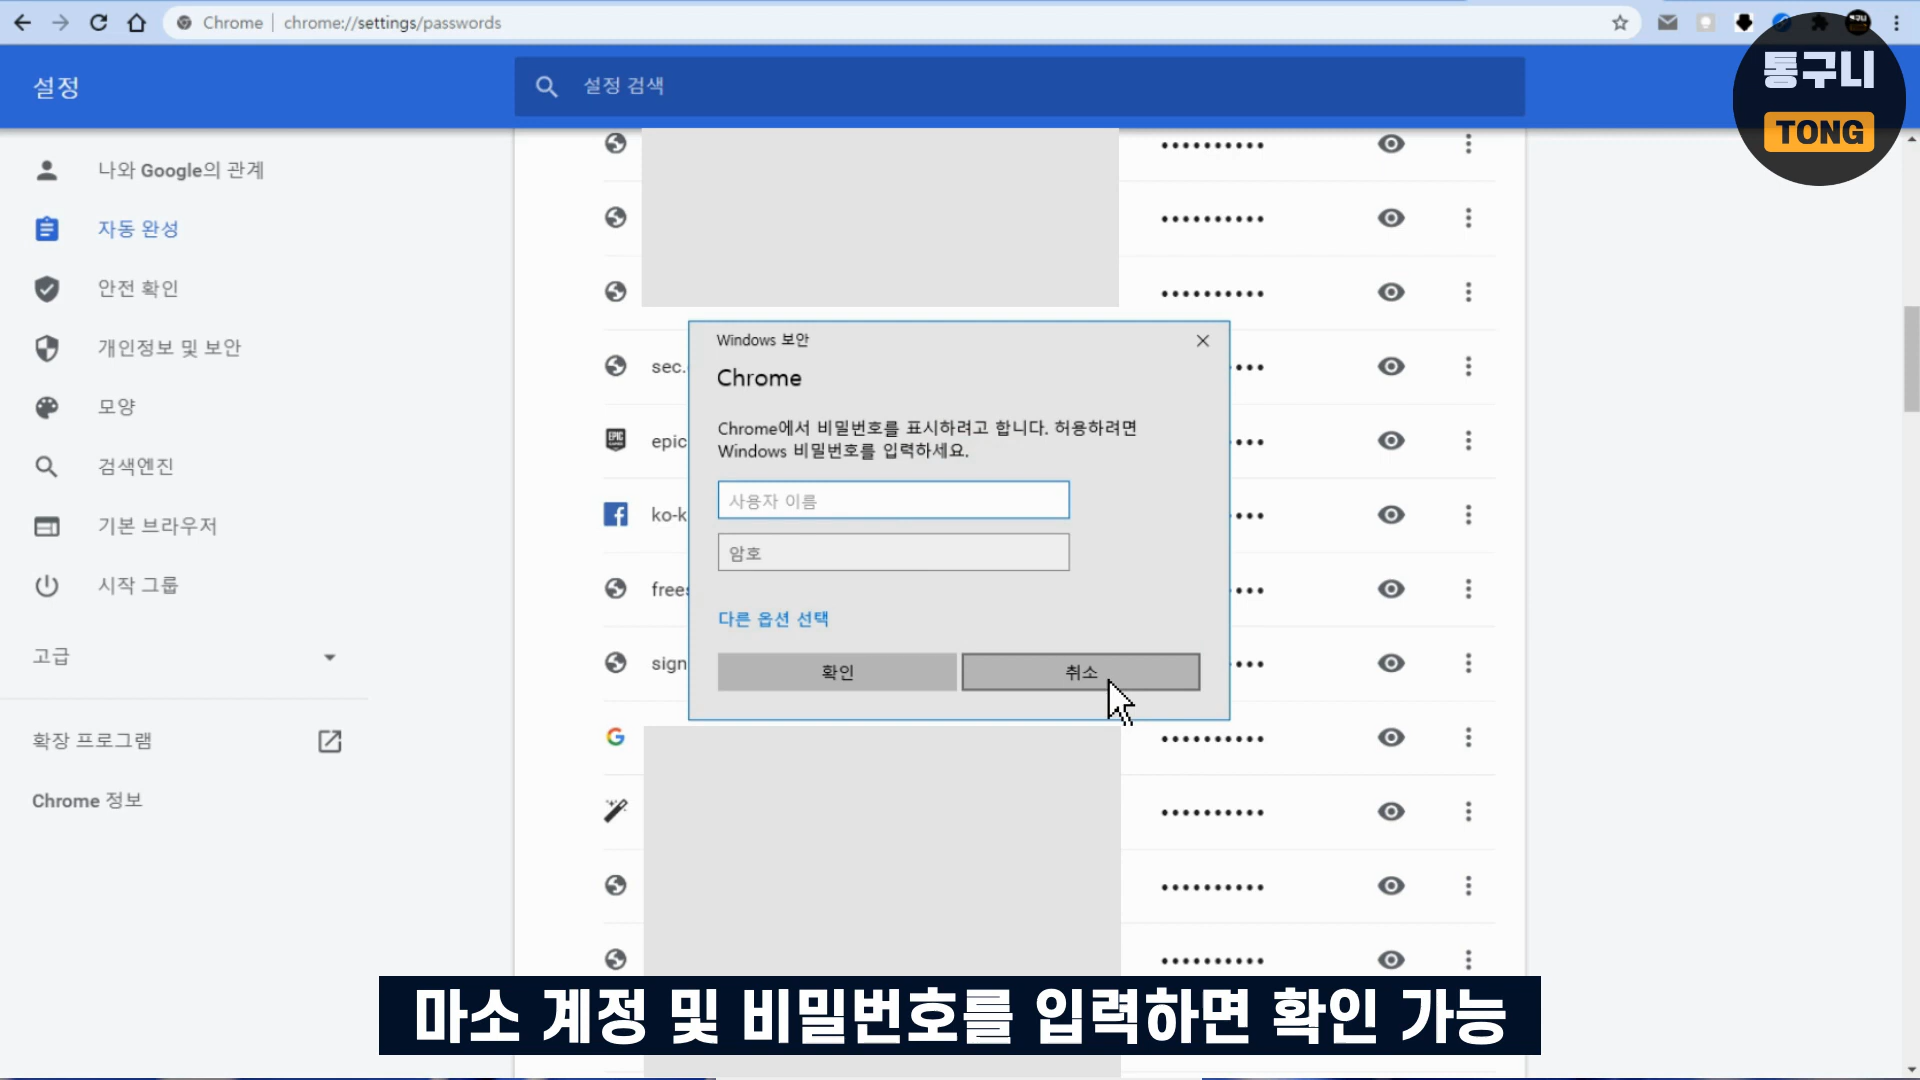 Chrome | chrome://settings/passwords
설정
설정 검색
통구니
TONG
나와 Google의 관계
자동 완성
안전 확인
개인정보 및 보안
모양
검색엔진
기본 브라우저
시작 그룹
고급
확장 프로그램
Chrome 정보
••••••••••
••••••••••
••••••••••
sec.
epic
ko-k
frees
sign
Windows 보안
Chrome
Chrome에서 비밀번호를 표시하려고 합니다. 허용하려면
Windows 비밀번호를 입력하세요.
사용자 이름
암호
다른 옵션 선택
확인
취소
••••••••••
••••••••••
••••••••••
••••••••••
마소 계정 및 비밀번호를 입력하면 확인 가능